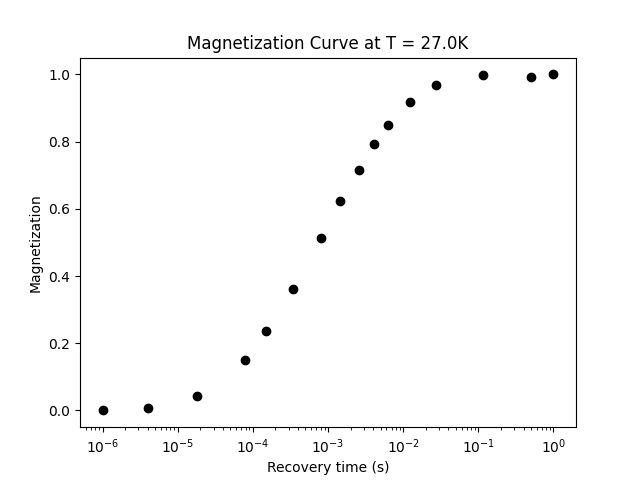 Magnetization Curve at T = 27.0K
1.0
0.8
0.6
0.4
0.2
0.0
Magnetization
10⁻⁶ 10⁻⁵ 10⁻⁴ 10⁻³ 10⁻² 10⁻¹ 10⁰
Recovery time (s)